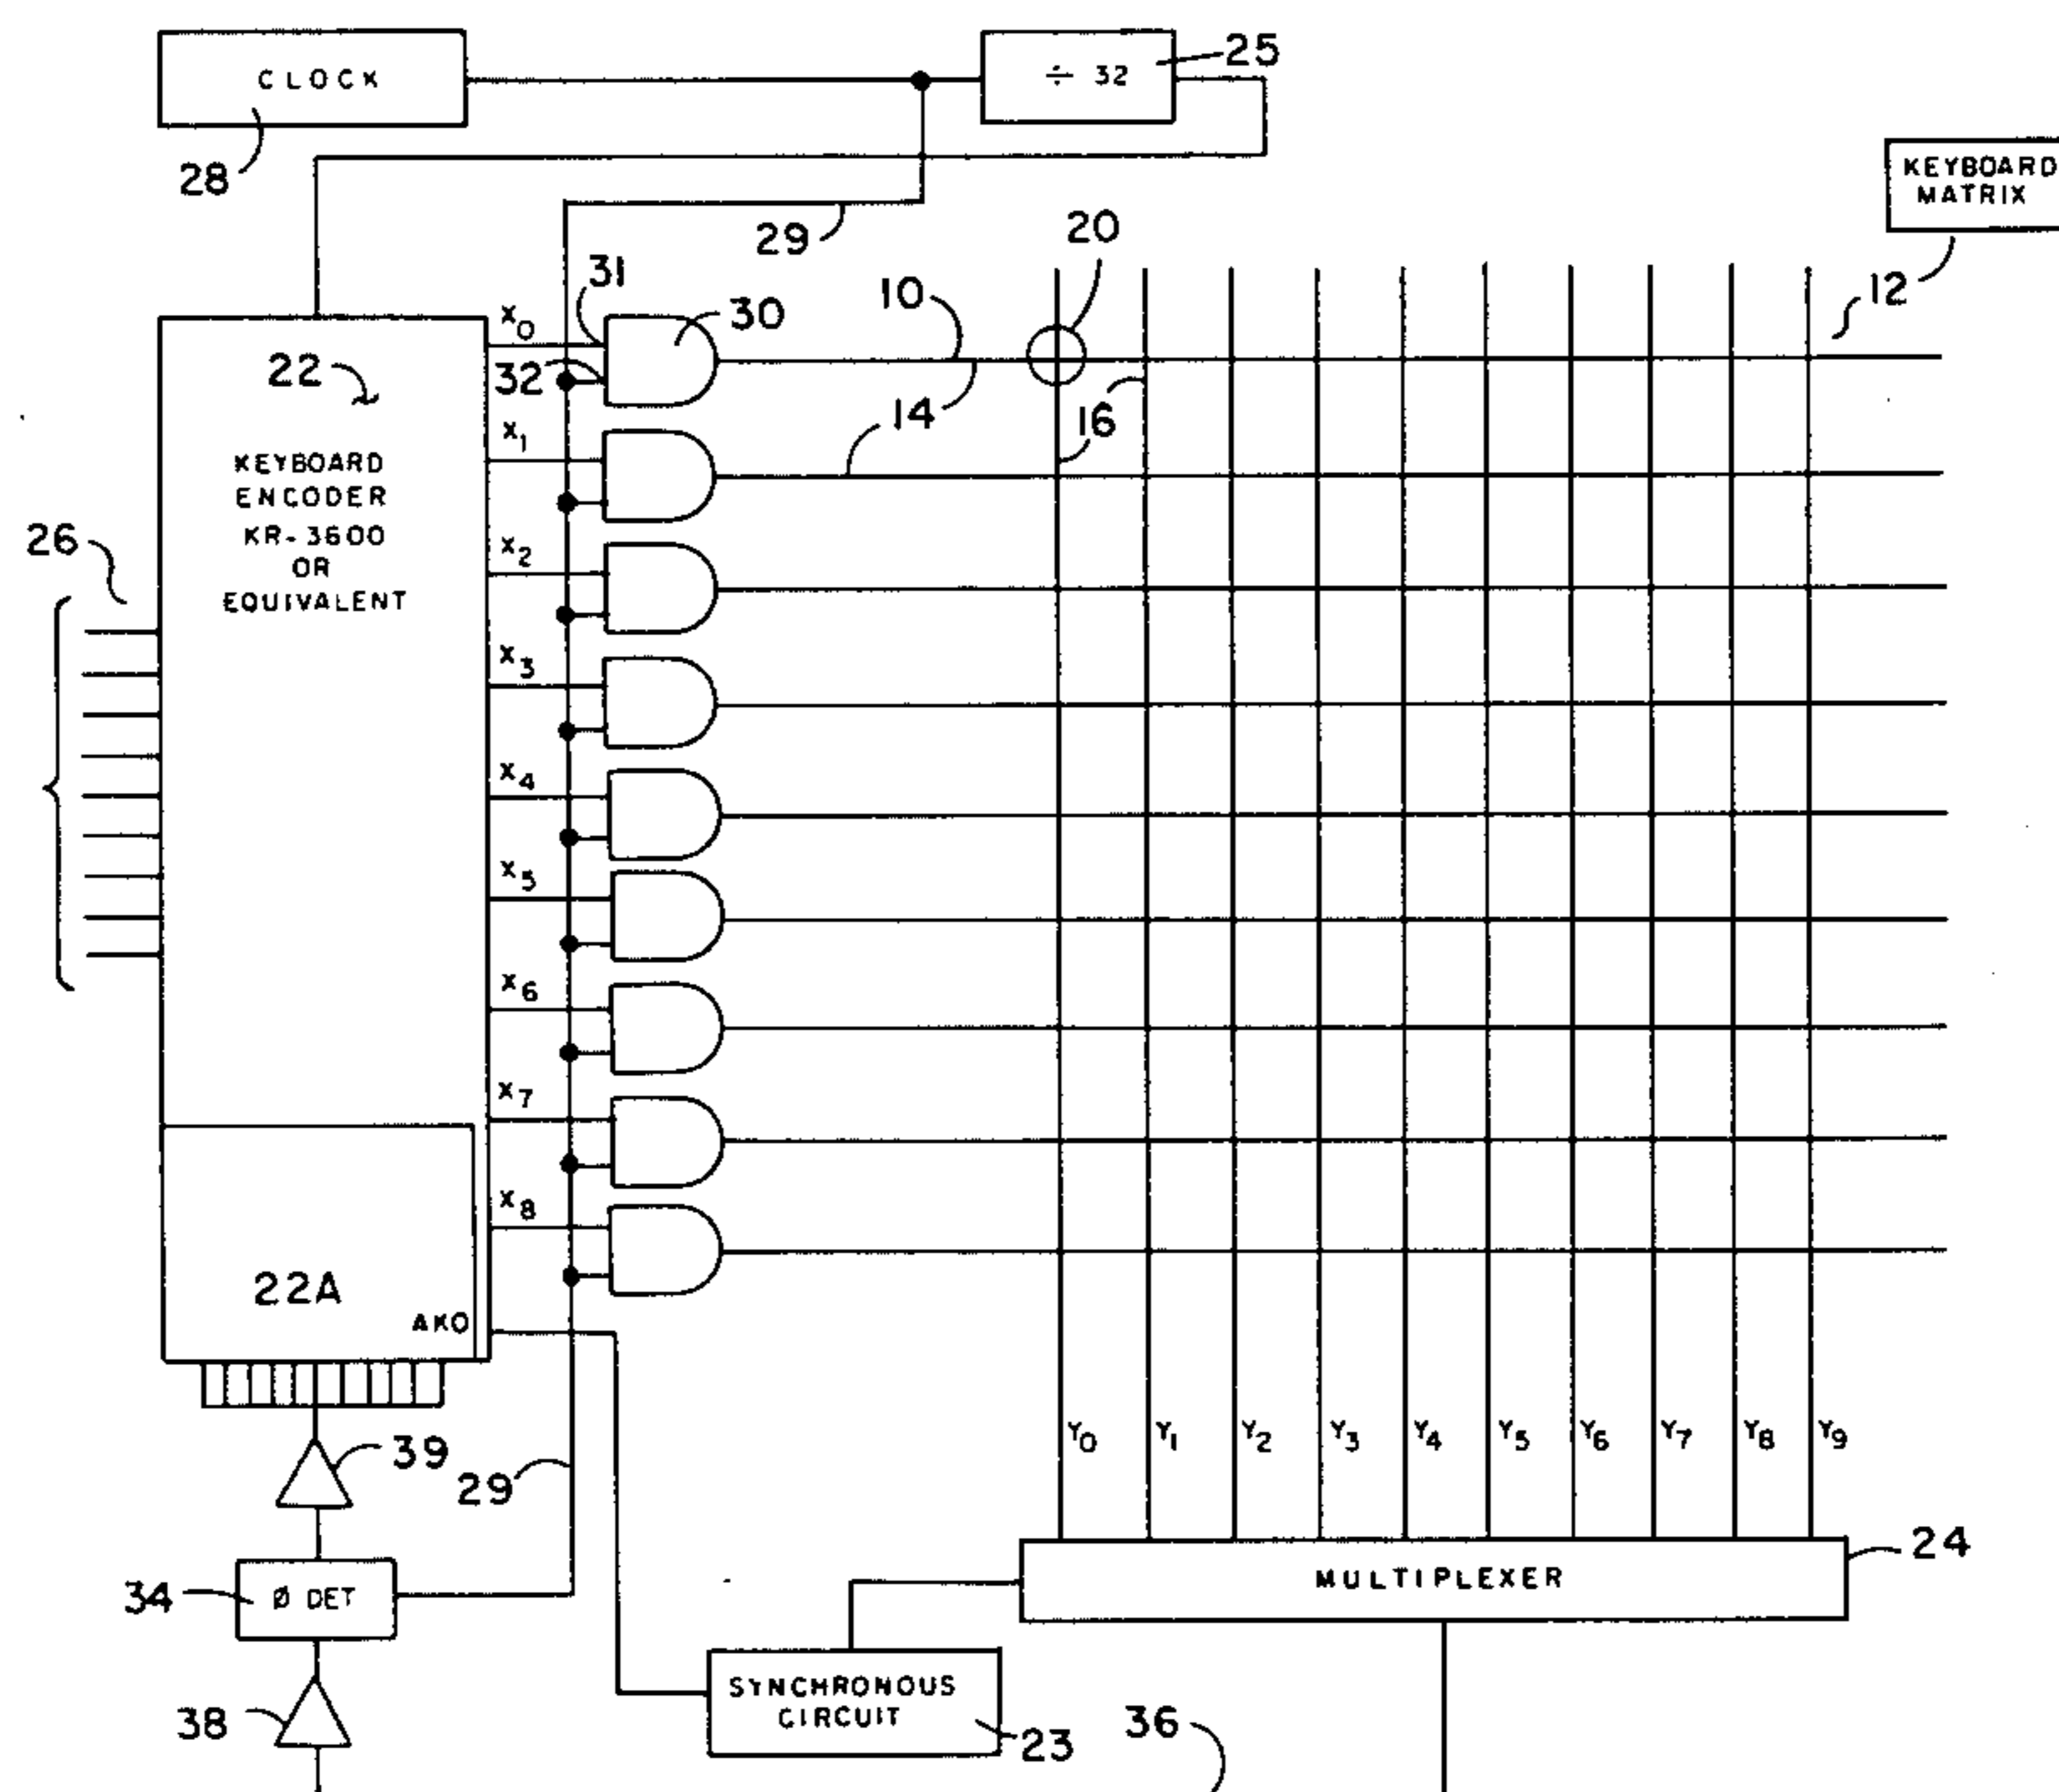 CLOCK
÷ 32
25
28
KEYBOARD
MATRIX
29
20
12
31
10
X0
30
22
32
14
16
X1
KEYBOARD
ENCODER
KR-3600
OR
EQUIVALENT
26
X2
X3
X4
X5
X6
X7
X8
22A
AKO
Y0 Y1 Y2 Y3 Y4 Y5 Y6 Y7 Y8 Y9
39
29
24
MULTIPLEXER
34
Ø DET
SYNCHRONOUS
CIRCUIT
38
23
36